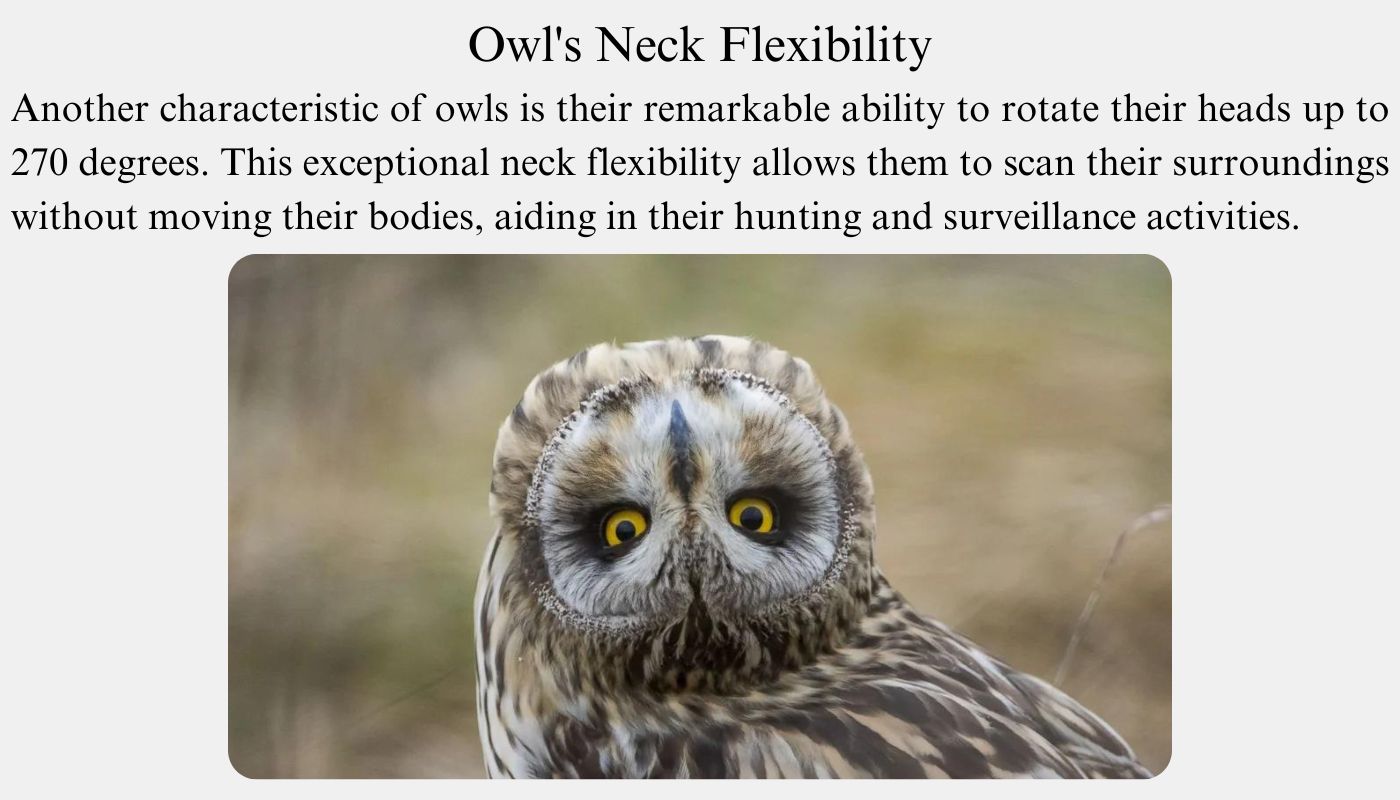 Owl's Neck Flexibility
Another characteristic of owls is their remarkable ability to rotate their heads up to
270 degrees. This exceptional neck flexibility allows them to scan their surroundings
without moving their bodies, aiding in their hunting and surveillance activities.